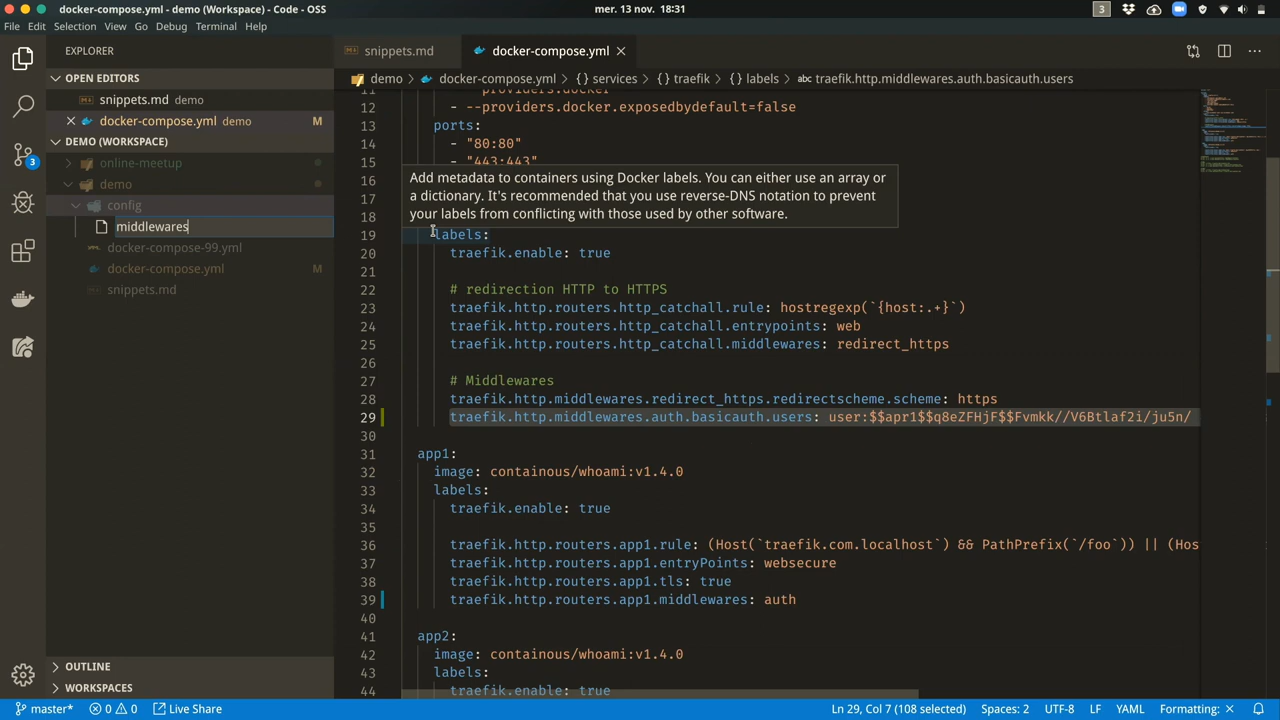 docker-compose.yml - demo (Workspace) - Code - OSS
mer. 13 nov. 18:31
3
File Edit Selection View Go Debug Terminal Help
EXPLORER
OPEN EDITORS
snippets.md demo
docker-compose.yml demo M
DEMO (WORKSPACE)
online-meetup
demo
config
middlewares
docker-compose-99.yml
docker-compose.yml M
snippets.md
OUTLINE
WORKSPACES
3
snippets.md
docker-compose.yml
demo > docker-compose.yml > {} services > {} traefik > {} labels > abc traefik.http.middlewares.auth.basicauth.users
11 - --providers.docker
12 - --providers.docker.exposedbydefault=false
13 ports:
14 - "80:80"
15 - "443:443"
16
17
18
Add metadata to containers using Docker labels. You can either use an array or
a dictionary. It's recommended that you use reverse-DNS notation to prevent
your labels from conflicting with those used by other software.
19 labels:
20 traefik.enable: true
21
22 # redirection HTTP to HTTPS
23 traefik.http.routers.http_catchall.rule: hostregexp(`{host:.+}`)
24 traefik.http.routers.http_catchall.entrypoints: web
25 traefik.http.routers.http_catchall.middlewares: redirect_https
26
27 # Middlewares
28 traefik.http.middlewares.redirect_https.redirectscheme.scheme: https
29 traefik.http.middlewares.auth.basicauth.users: user:$$apr1$$q8eZFHjF$$Fvmkk//V6Btlaf2i/ju5n/
30
31 app1:
32 image: containous/whoami:v1.4.0
33 labels:
34 traefik.enable: true
35
36 traefik.http.routers.app1.rule: (Host(`traefik.com.localhost`) && PathPrefix(`/foo`)) || (Hos
37 traefik.http.routers.app1.entryPoints: websecure
38 traefik.http.routers.app1.tls: true
39 traefik.http.routers.app1.middlewares: auth
40
41 app2:
42 image: containous/whoami:v1.4.0
43 labels:
44 traefik.enable: true
master* 0 0 Live Share
Ln 29, Col 7 (108 selected) Spaces: 2 UTF-8 LF YAML Formatting: ×